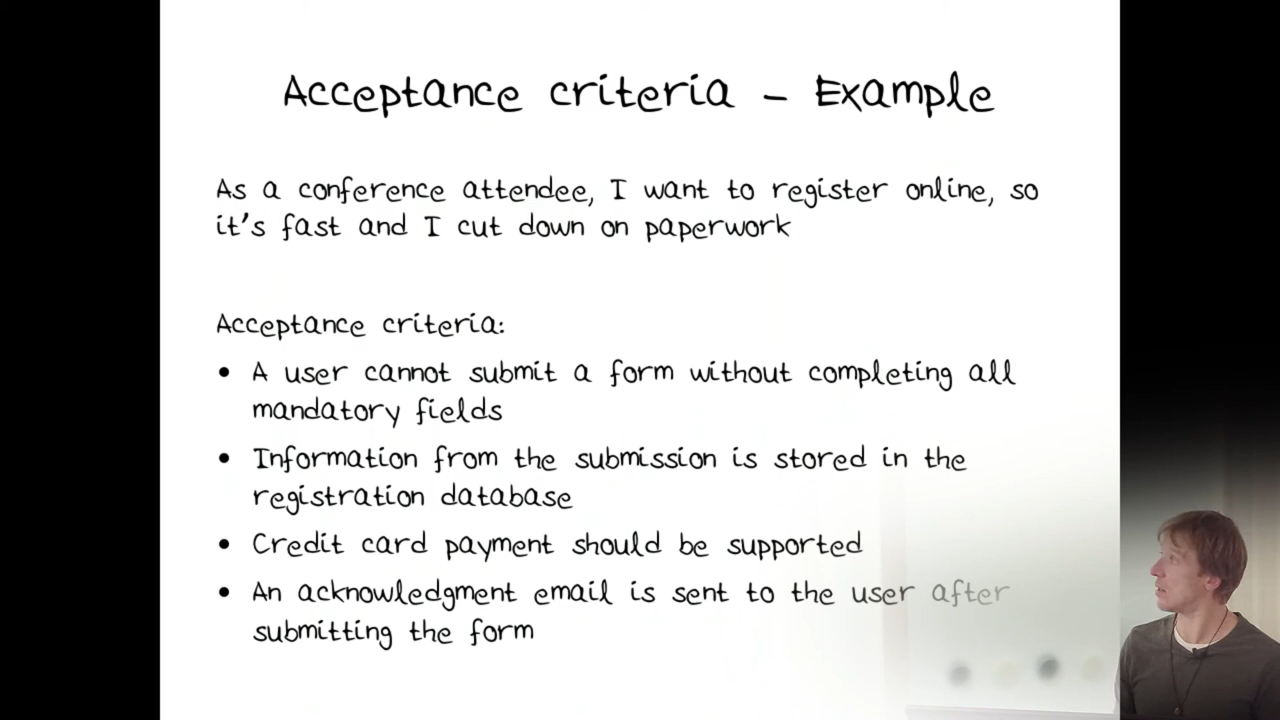 Acceptance criteria - Example
As a conference attendee, I want to register online, so
it's fast and I cut down on paperwork
Acceptance criteria:
• A user cannot submit a form without completing all
mandatory fields
• Information from the submission is stored in the
registration database
• Credit card payment should be supported
• An acknowledgment email is sent to the user after
submitting the form